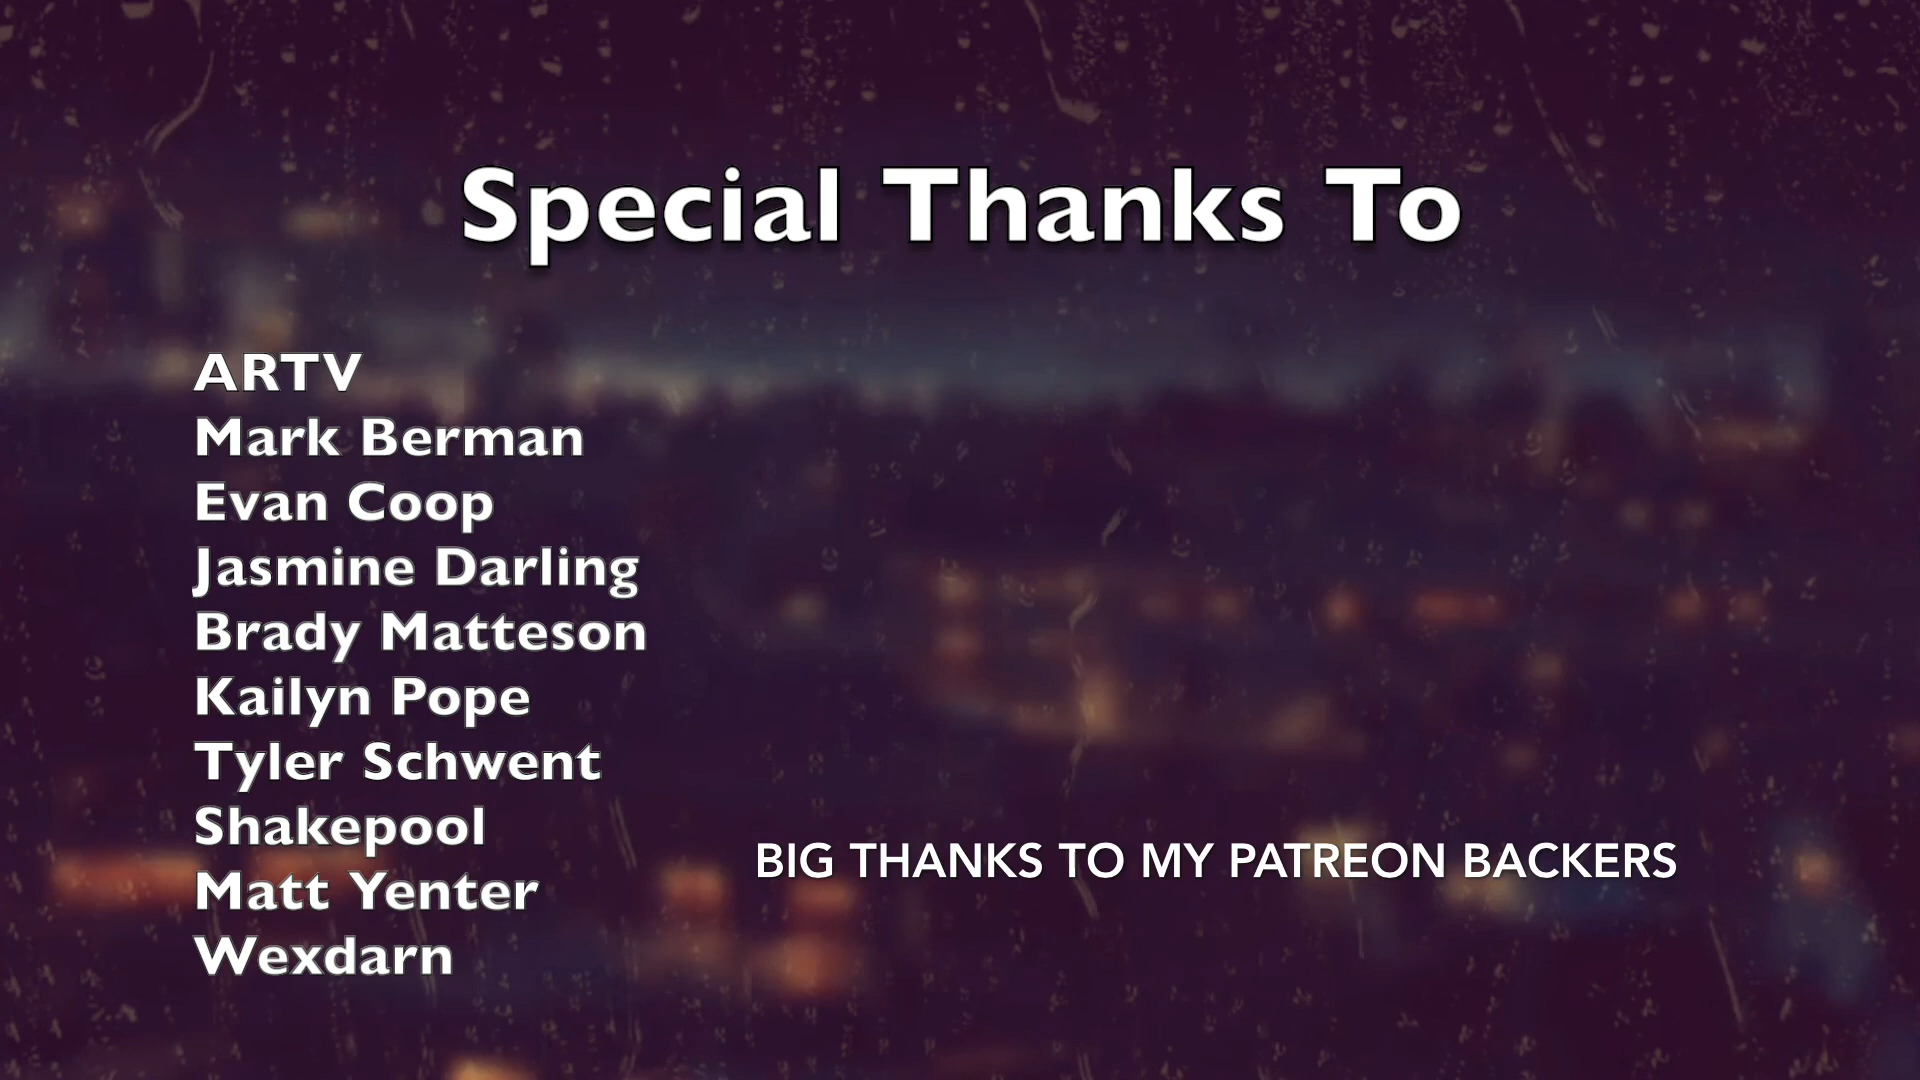 Special Thanks To
ARTV
Mark Berman
Evan Coop
Jasmine Darling
Brady Matteson
Kailyn Pope
Tyler Schwent
Shakepool
Matt Yenter
Wexdarn
BIG THANKS TO MY PATREON BACKERS